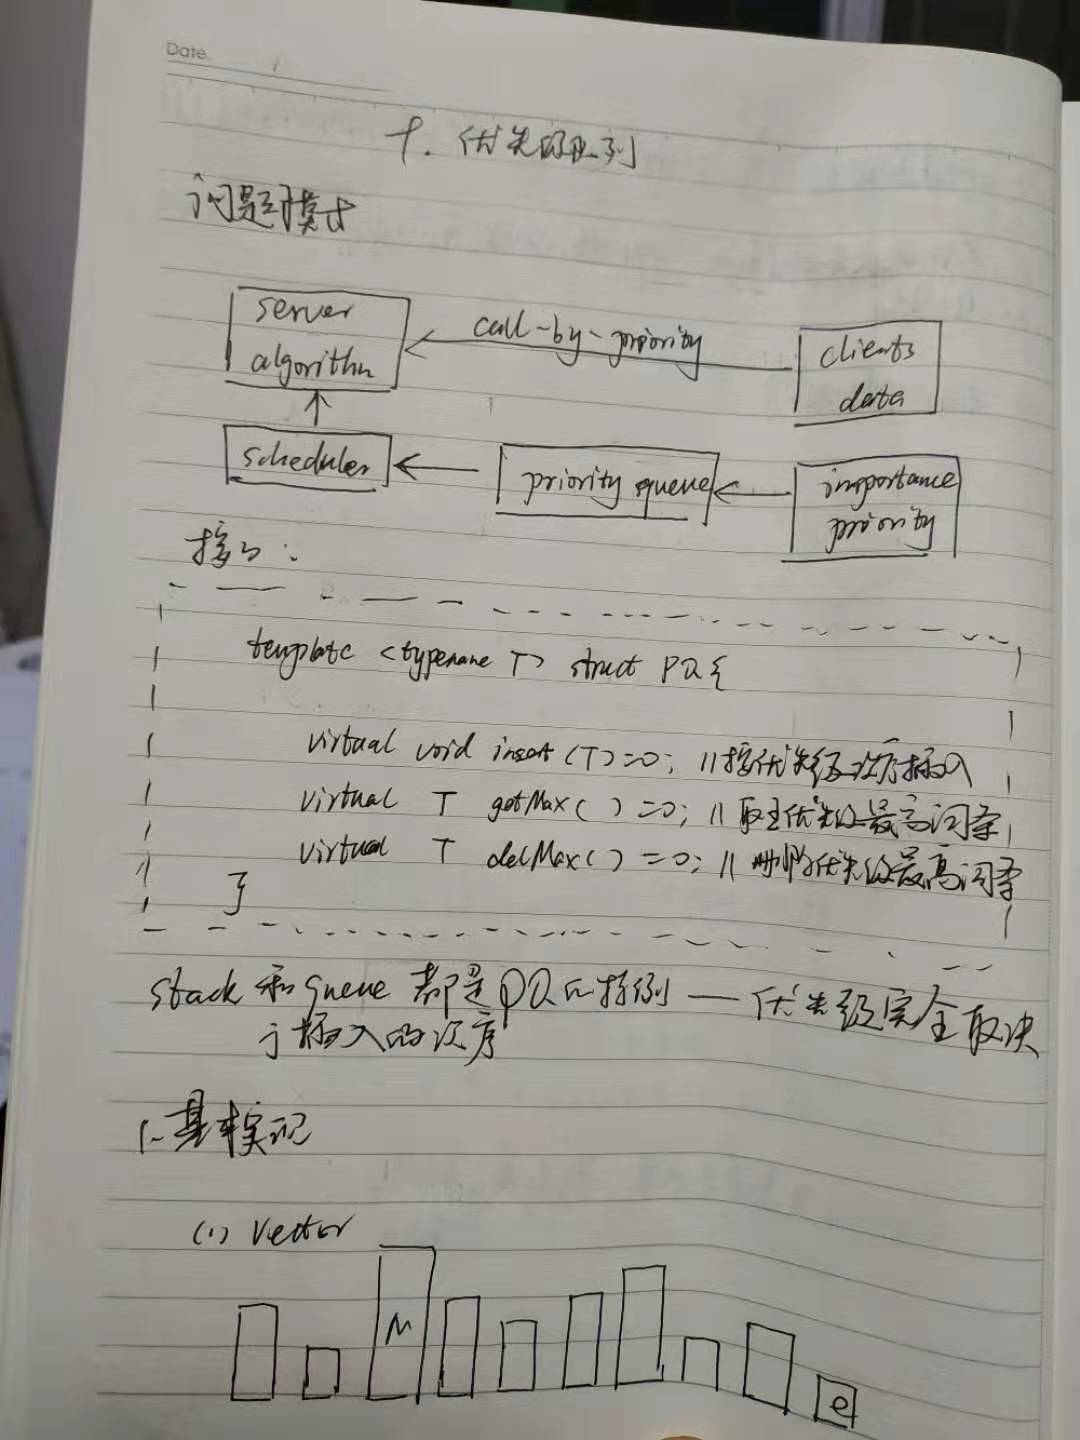 Date.
十. 优先级队列
问题模式
server
algorithm
call-by-priority
clients
data
scheduler
priority queue
importance
priority
接口:
template <typename T> struct PQ{
virtual void insert (T)=0; //按优先级次序插入
virtual T getMax( )=0; //取出优先级最高词条
virtual T delMax( )=0; //删除优先级最高词条
}
stack 和 queue 都是PQ的特例 — 优先级完全取决
于插入的次序
1. 基本实现
(1) Vector
M
e